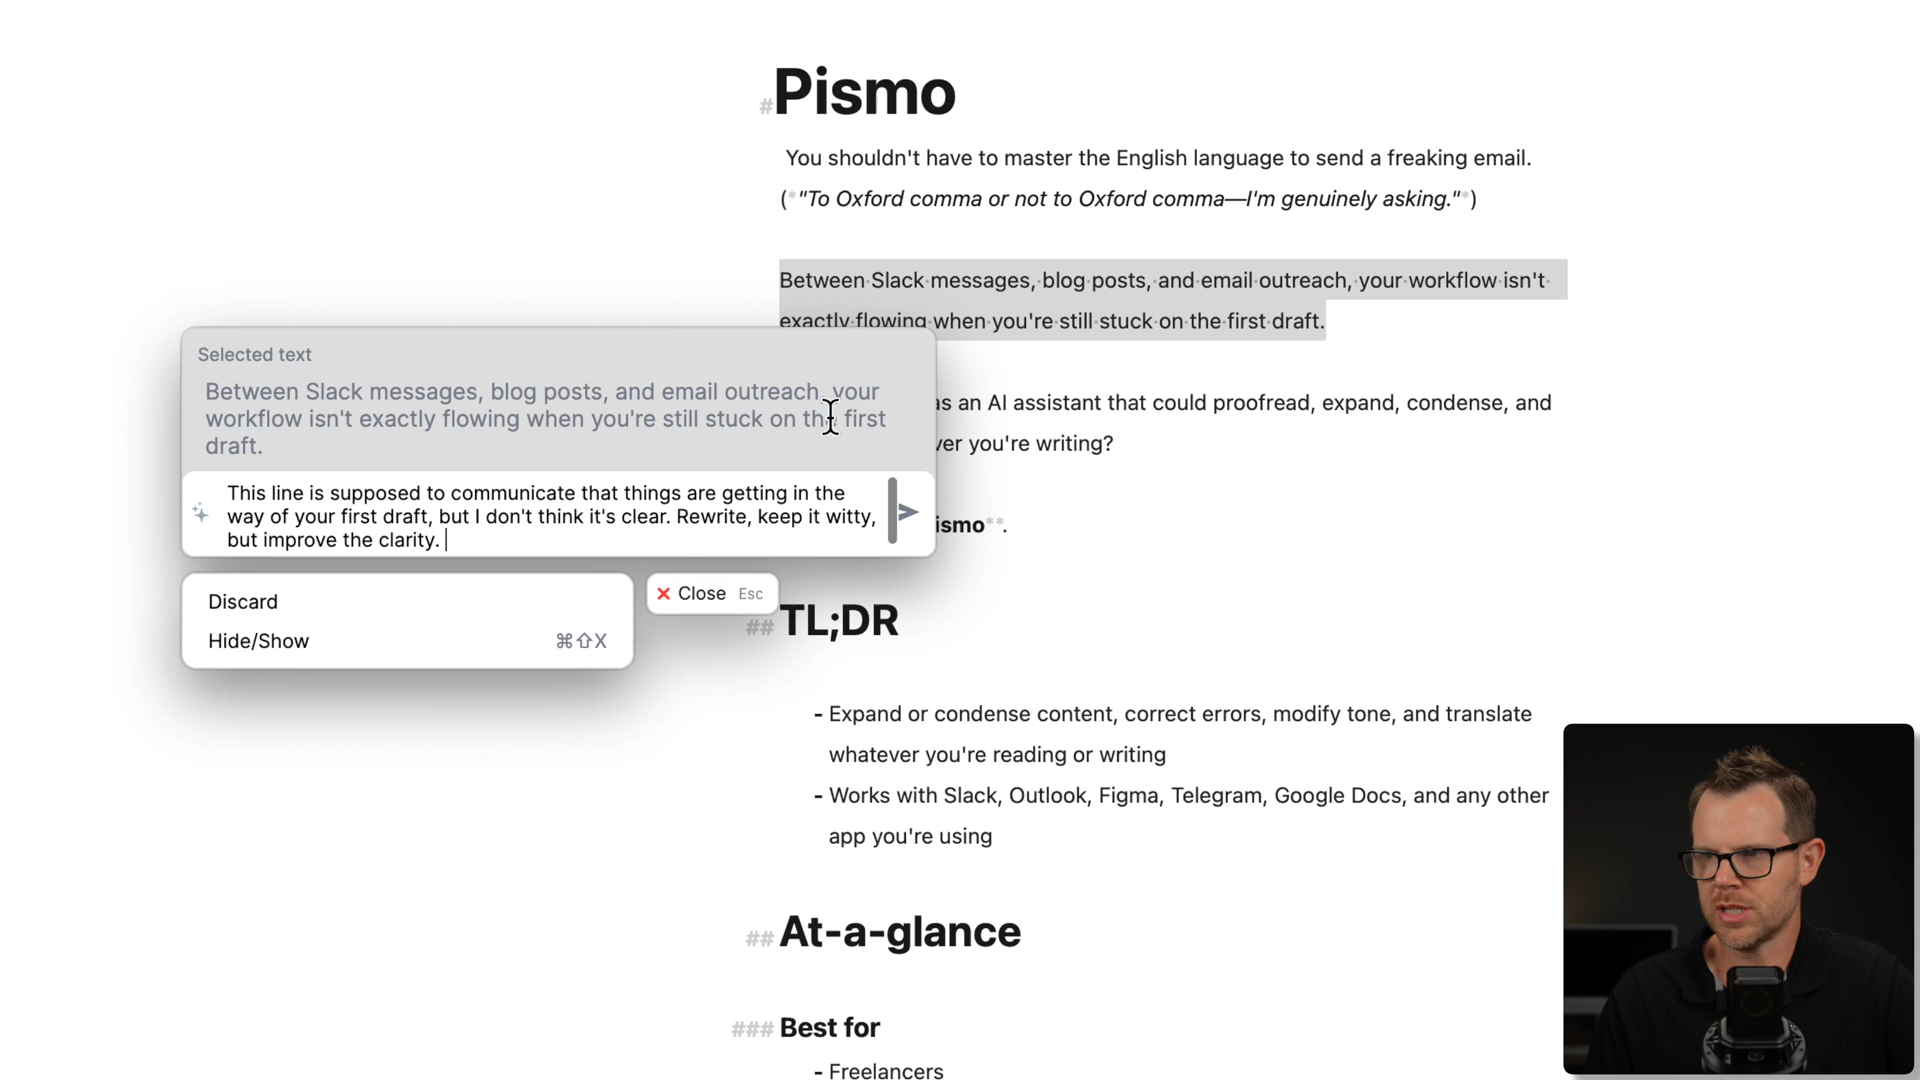 #Pismo
You shouldn't have to master the English language to send a freaking email.
(*"To Oxford comma or not to Oxford comma—I'm genuinely asking."*)
Between·Slack·messages,·blog·posts,·and·email·outreach,·your·workflow·isn't·
exactly·flowing·when·you're·still·stuck·on·the·first·draft.
Selected text
Between Slack messages, blog posts, and email outreach, your
workflow isn't exactly flowing when you're still stuck on the first
draft.
as an AI assistant that could proofread, expand, condense, and
ver you're writing?
This line is supposed to communicate that things are getting in the
way of your first draft, but I don't think it's clear. Rewrite, keep it witty,
but improve the clarity.
ismo**.
Discard
Hide/Show ⌘⇧X
Close Esc
## TL;DR
- Expand or condense content, correct errors, modify tone, and translate
whatever you're reading or writing
- Works with Slack, Outlook, Figma, Telegram, Google Docs, and any other
app you're using
## At-a-glance
### Best for
- Freelancers